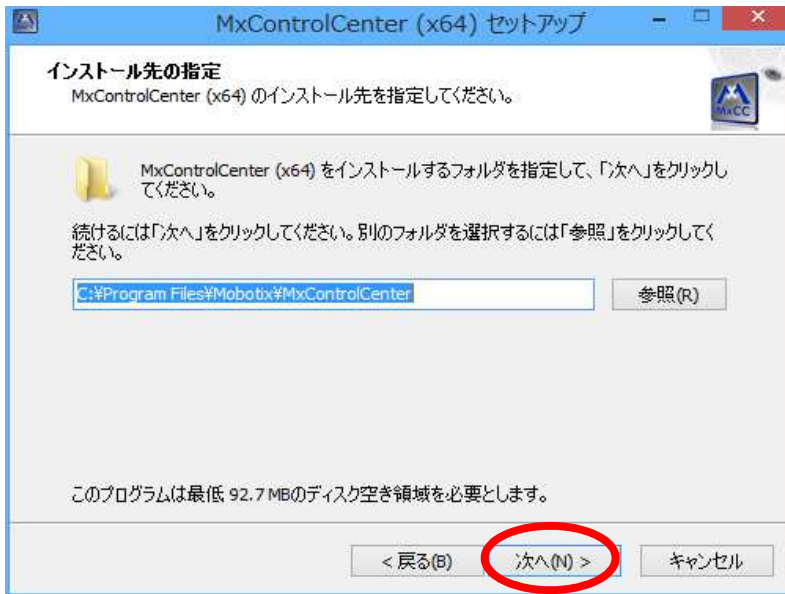 MxControlCenter (x64) セットアップ
インストール先の指定
MxControlCenter (x64) のインストール先を指定してください。
MxCC
MxControlCenter (x64) をインストールするフォルダを指定して、「次へ」をクリックし
てください。
続けるには「次へ」をクリックしてください。別のフォルダを選択するには「参照」をクリックしてく
ださい。
C:¥Program Files¥Mobotix¥MxControlCenter
参照(R)
このプログラムは最低 92.7 MBのディスク空き領域を必要とします。
< 戻る(B)
次へ(N) >
キャンセル